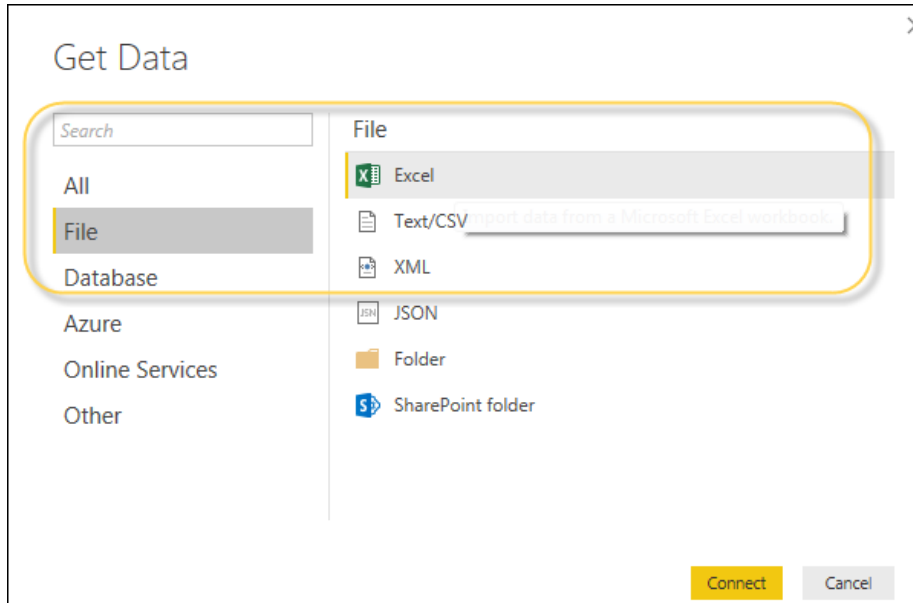 Get Data
Search
All
File
Database
Azure
Online Services
Other
File
Excel
Import data from a Microsoft Excel workbook.
Text/CSV
XML
JSN JSON
Folder
S SharePoint folder
Connect Cancel